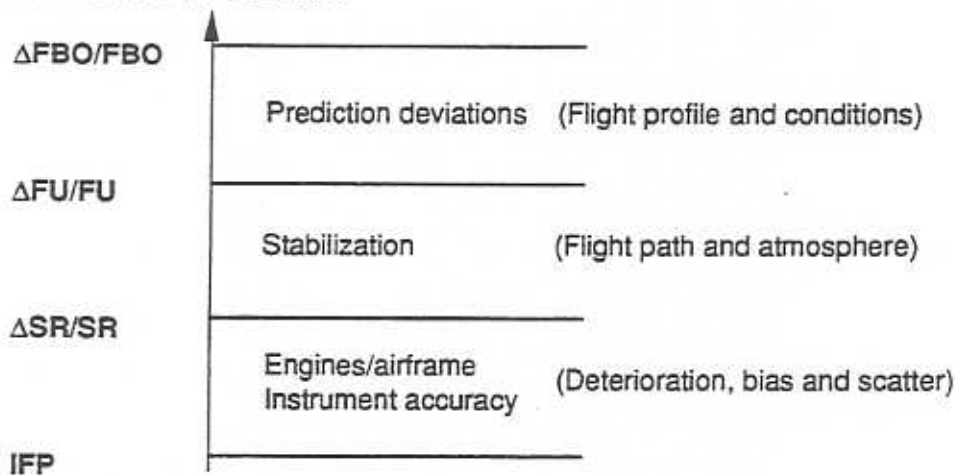 ΔFBO/FBO
Prediction deviations (Flight profile and conditions)
ΔFU/FU
Stabilization (Flight path and atmosphere)
ΔSR/SR
Engines/airframe
Instrument accuracy (Deterioration, bias and scatter)
IFP